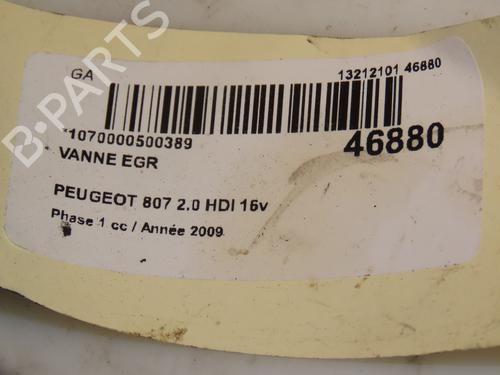 GA
13212101 46880
*1070000500389
46880
VANNE EGR
PEUGEOT 807 2.0 HDI 16v
Phase 1 cc / Année 2009
B-PARTS